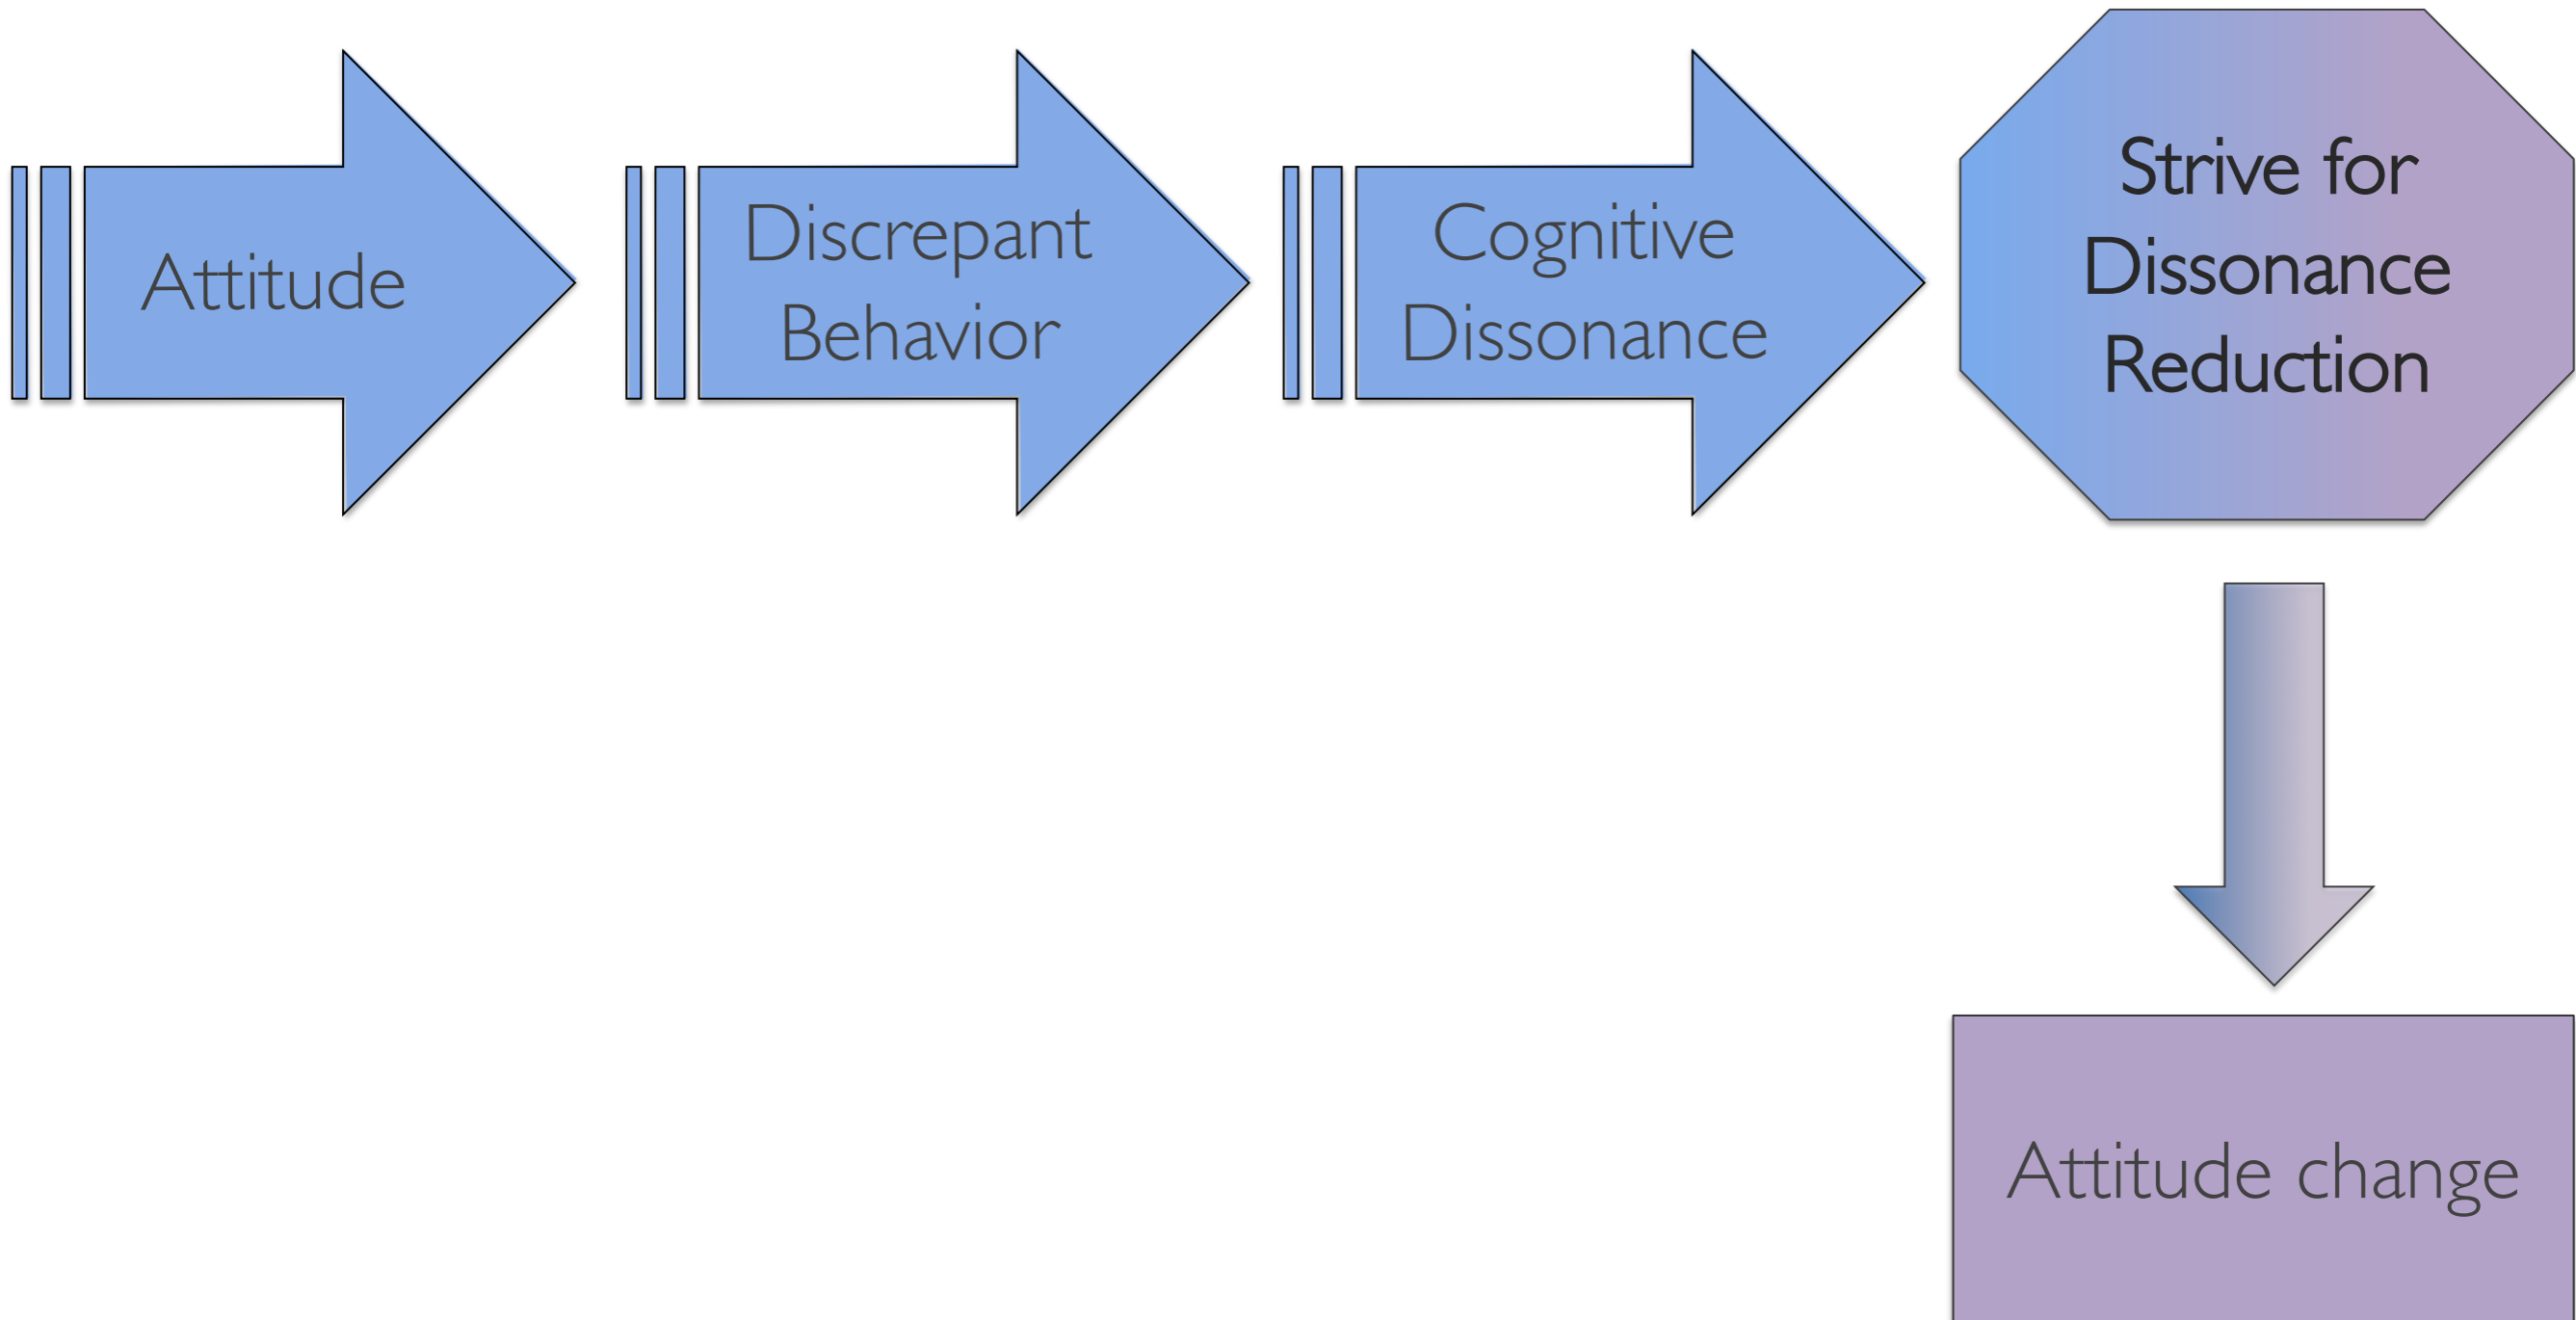 Attitude
Discrepant
Behavior
Cognitive
Dissonance
Strive for
Dissonance
Reduction
Attitude change